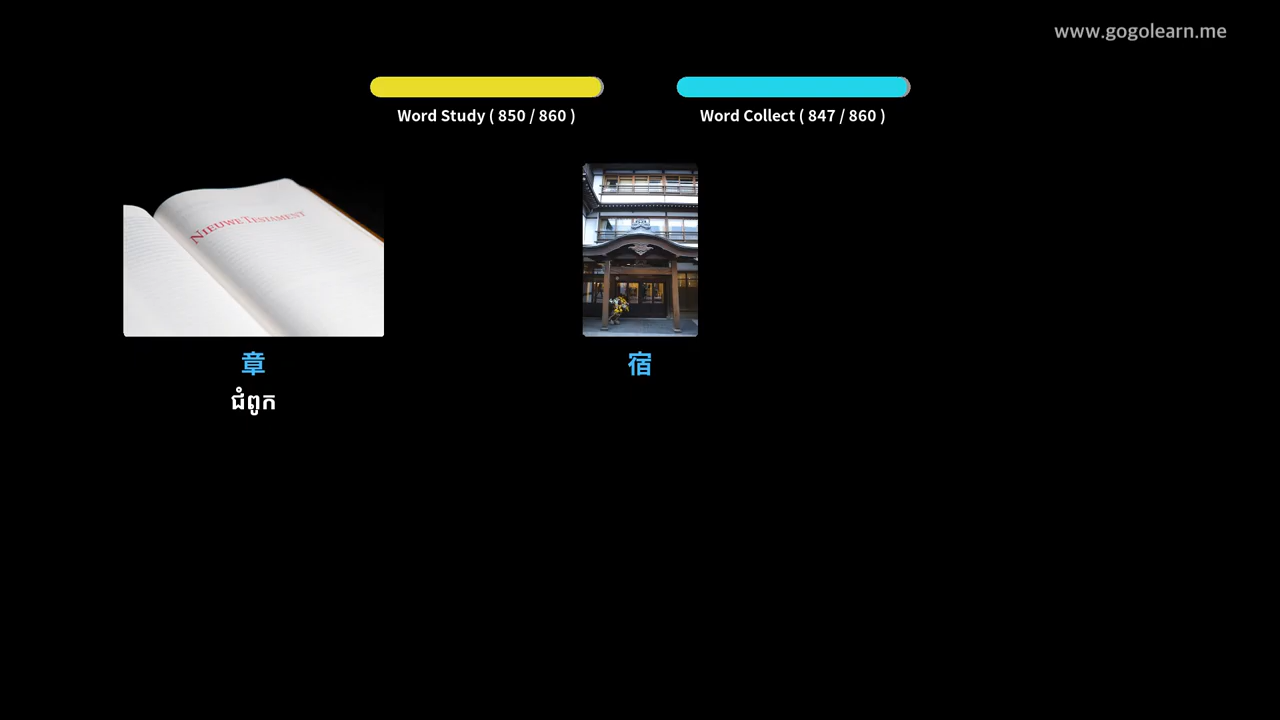 www.gogolearn.me
Word Study ( 850 / 860 )
Word Collect ( 847 / 860 )
NIEUWE TESTAMENT
章
宿
ជំពូក